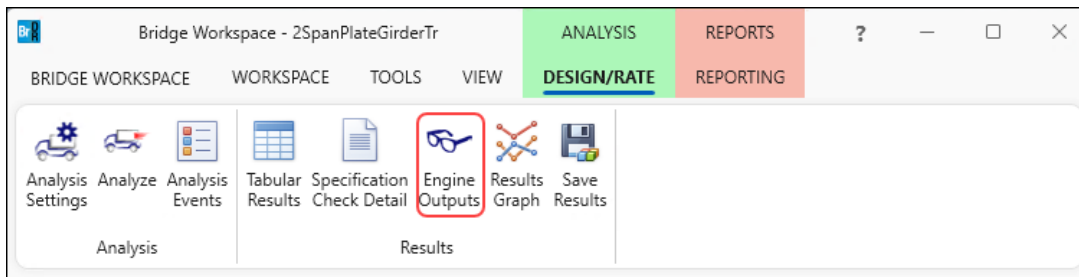 Br DR Bridge Workspace - 2SpanPlateGirderTr ANALYSIS REPORTS ?
BRIDGE WORKSPACE WORKSPACE TOOLS VIEW DESIGN/RATE REPORTING
Analysis Settings
Analyze
Analysis Events
Tabular Results
Specification Check Detail
Engine Outputs
Results Graph
Save Results
Analysis Results